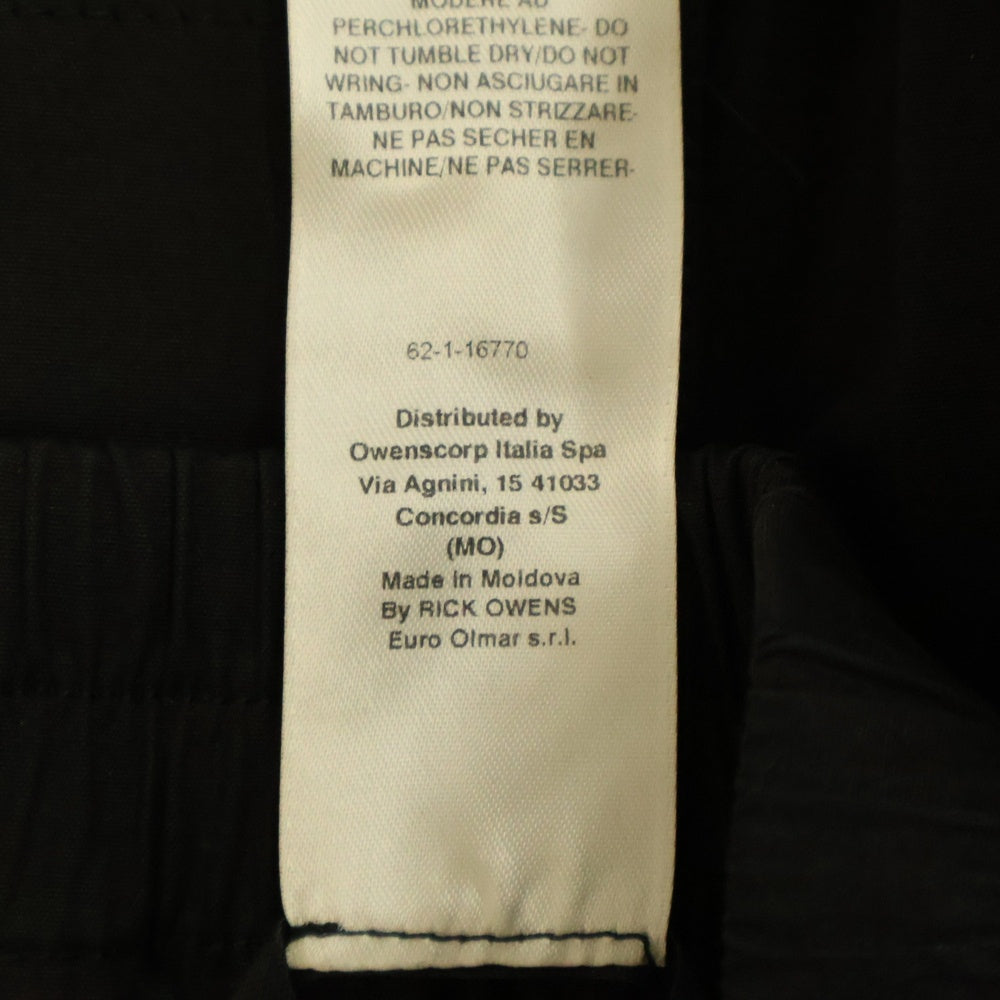 MODERE AU
PERCHLORETHYLENE- DO
NOT TUMBLE DRY/DO NOT
WRING- NON ASCIUGARE IN
TAMBURO/NON STRIZZARE-
NE PAS SECHER EN
MACHINE/NE PAS SERRER-
62-1-16770
Distributed by
Owenscorp Italia Spa
Via Agnini, 15 41033
Concordia s/S
(MO)
Made in Moldova
By RICK OWENS
Euro Olmar s.r.l.